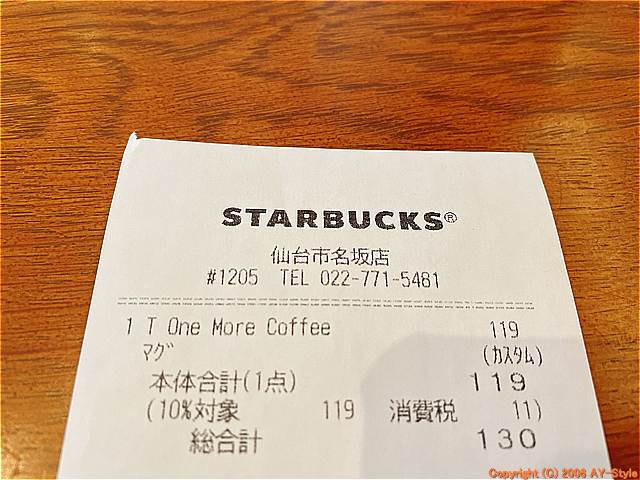 STARBUCKS®
仙台市名坂店
#1205 TEL 022-771-5481
1 T One More Coffee 119
ﾏｸﾞ (ｶｽﾀﾑ)
本体合計(1点) 119
(10%対象 119 消費税 11)
総合計 130
Copyright (C) 2006 AY-Style